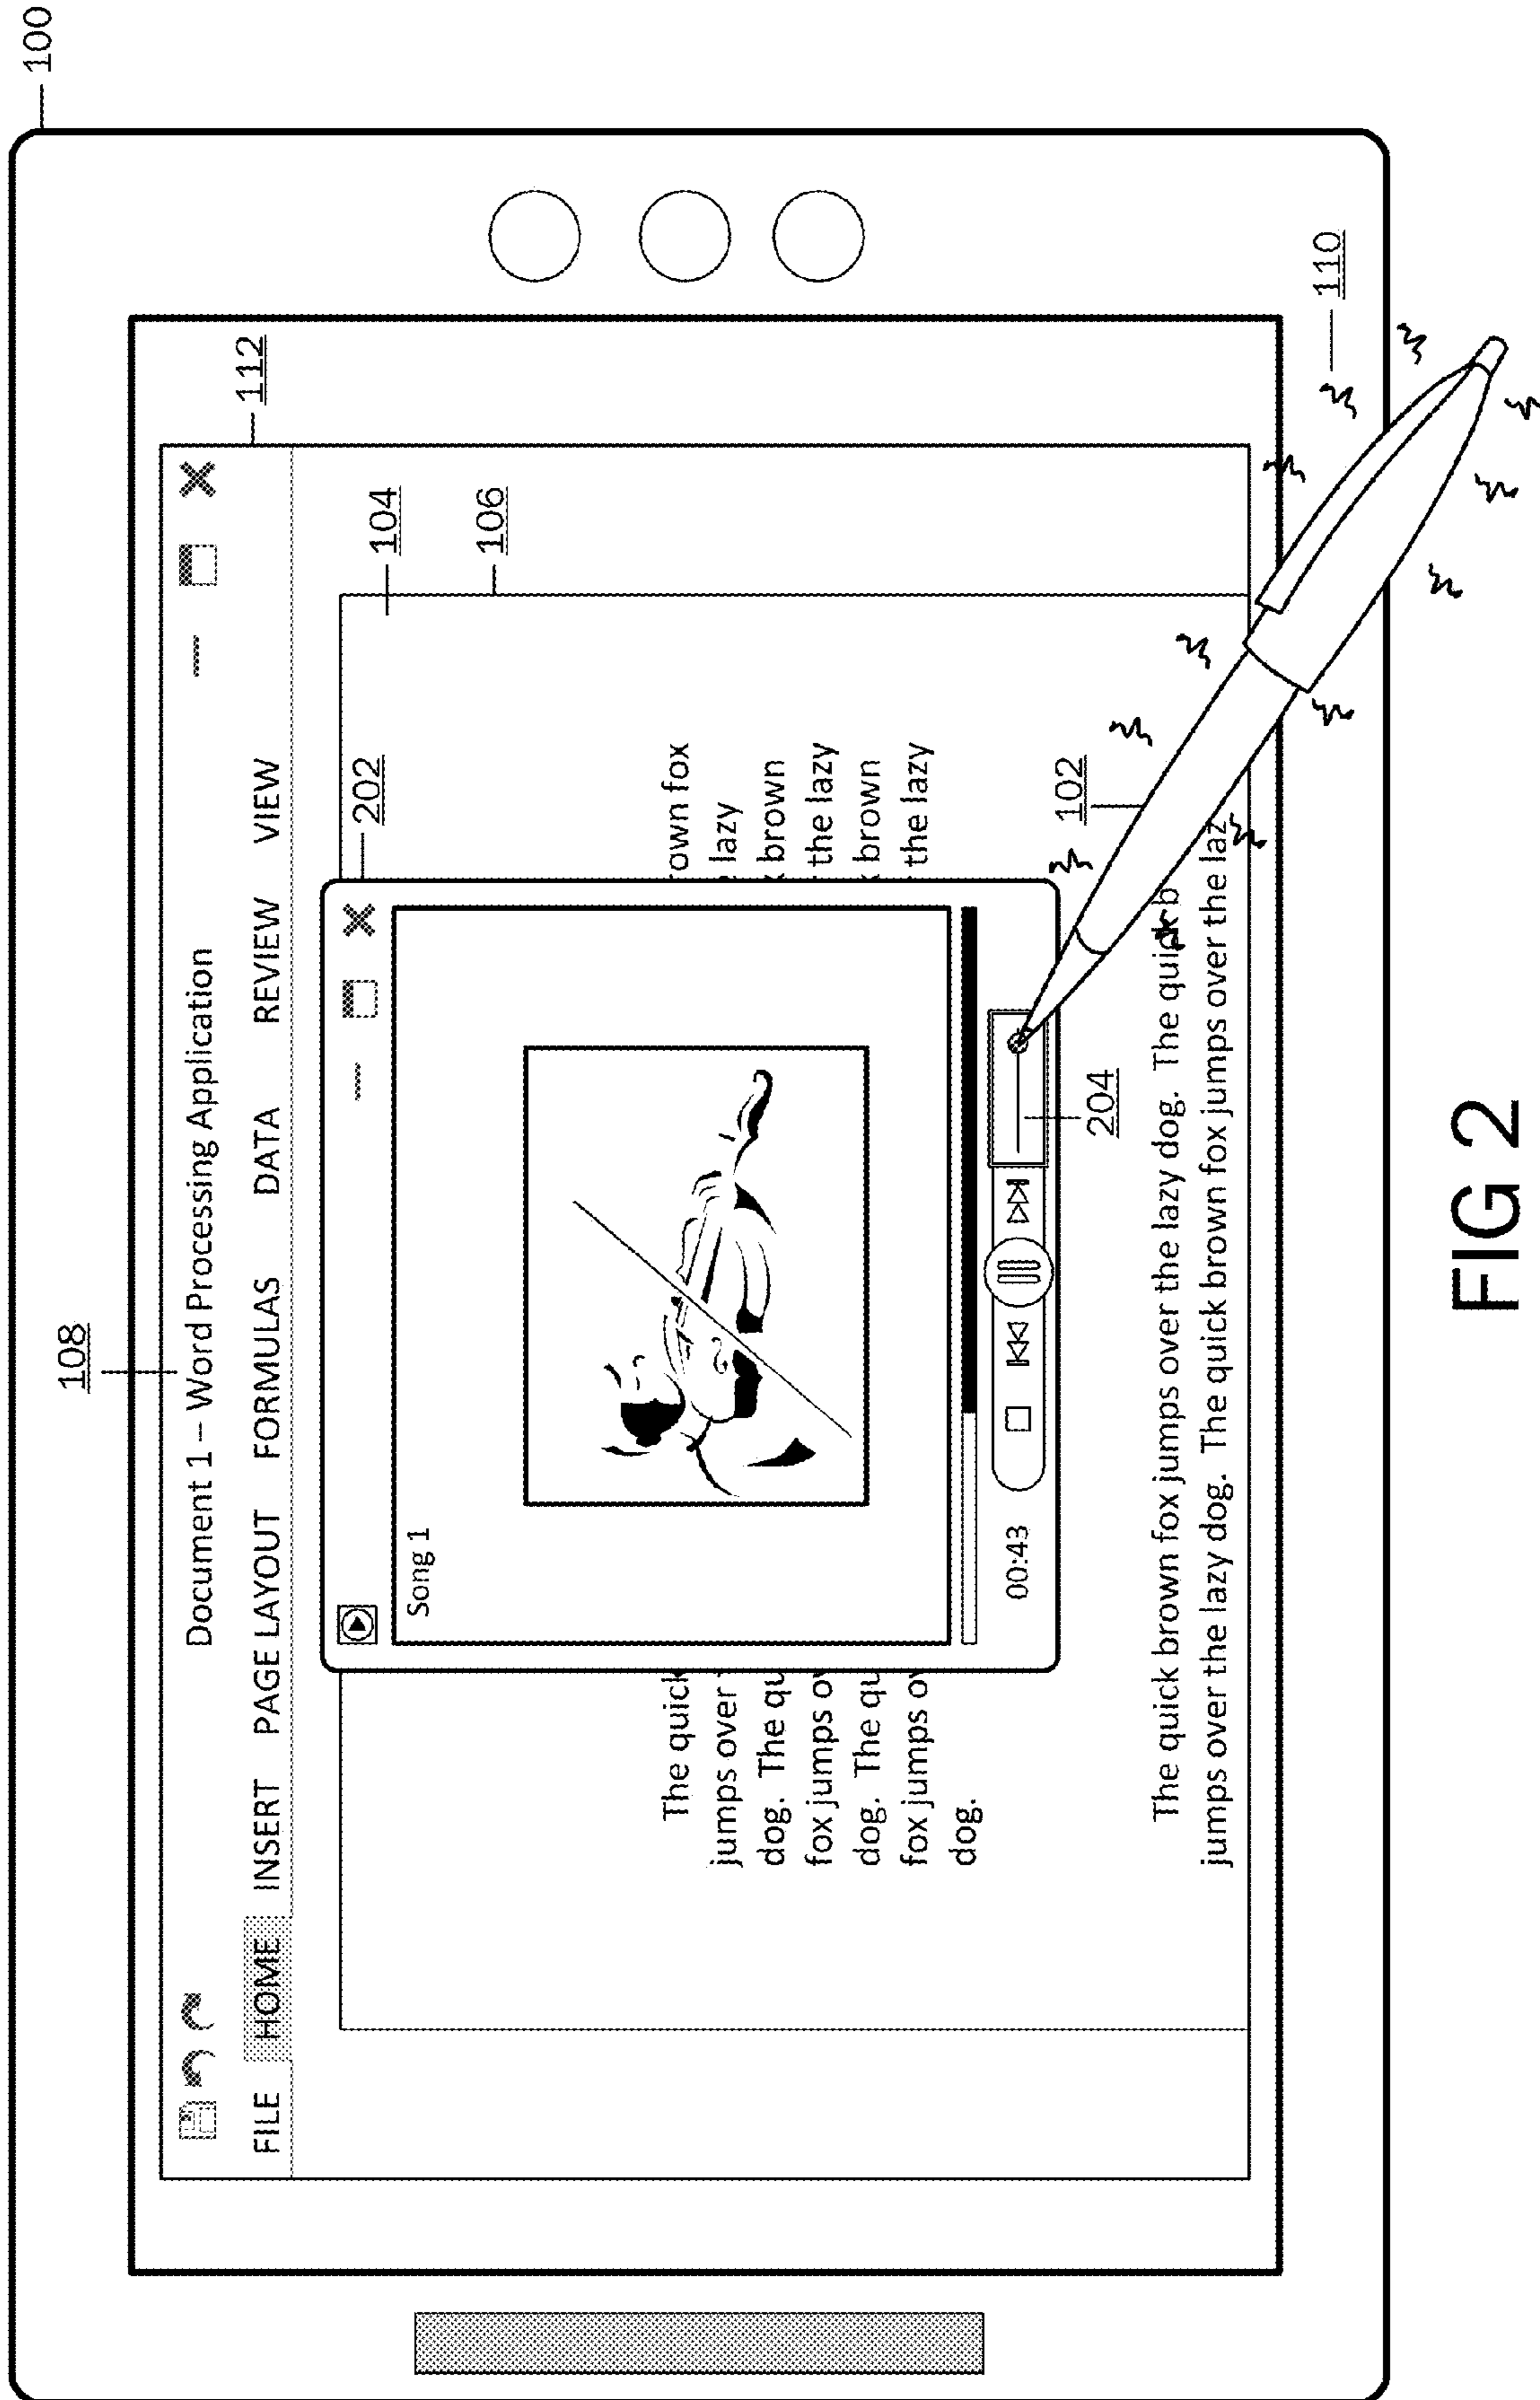 100
108
112
Document 1 – Word Processing Application
FILE HOME INSERT PAGE LAYOUT FORMULAS DATA REVIEW VIEW
202
104
106
Song 1
The quick own fox
jumps over lazy
dog. The qu brown
fox jumps ov the lazy
dog. The qu brown
fox jumps ov the lazy
dog.
00:43
204
102
110
The quick brown fox jumps over the lazy dog. The quick b
jumps over the lazy dog. The quick brown fox jumps over the laz
FIG 2